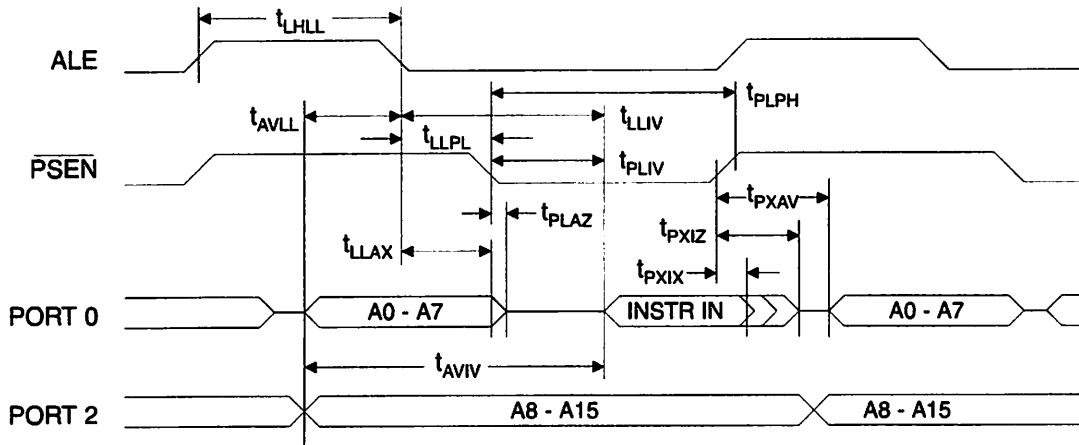 tLHLL
ALE
tPLPH
tAVLL
tLLIV
tLLPL
PSEN
tPLIV
tPXAV
tPLAZ
tPXIZ
tLLAX
tPXIX
PORT 0
A0 - A7
INSTR IN
A0 - A7
tAVIV
PORT 2
A8 - A15
A8 - A15